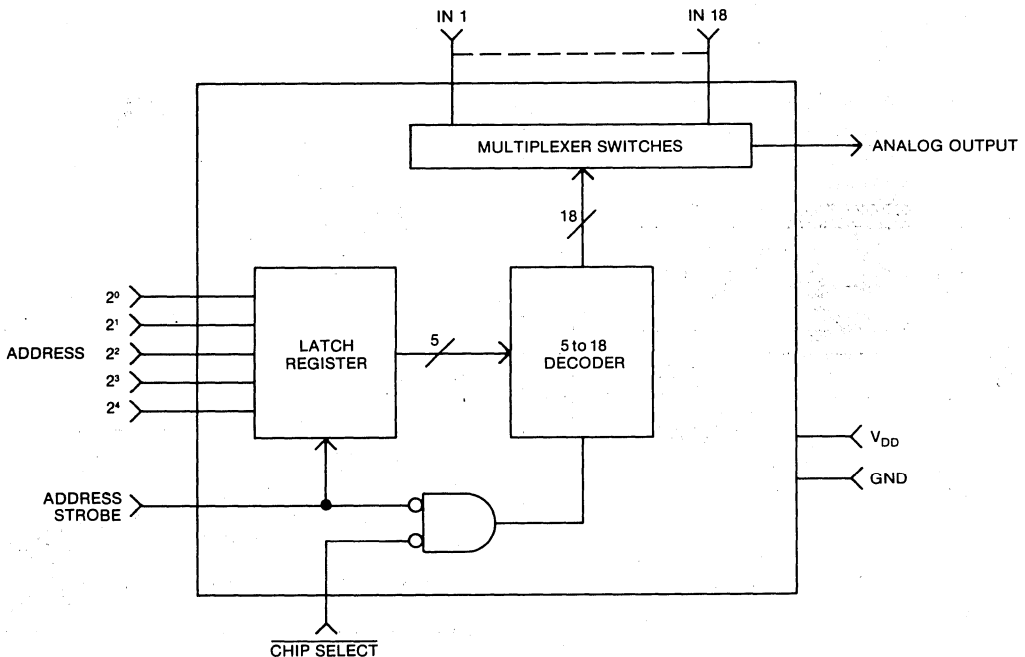 IN 1
IN 18
MULTIPLEXER SWITCHES
ANALOG OUTPUT
18
ADDRESS
2⁰
2¹
2²
2³
2⁴
LATCH
REGISTER
5
5 to 18
DECODER
V_DD
GND
ADDRESS
STROBE
CHIP SELECT